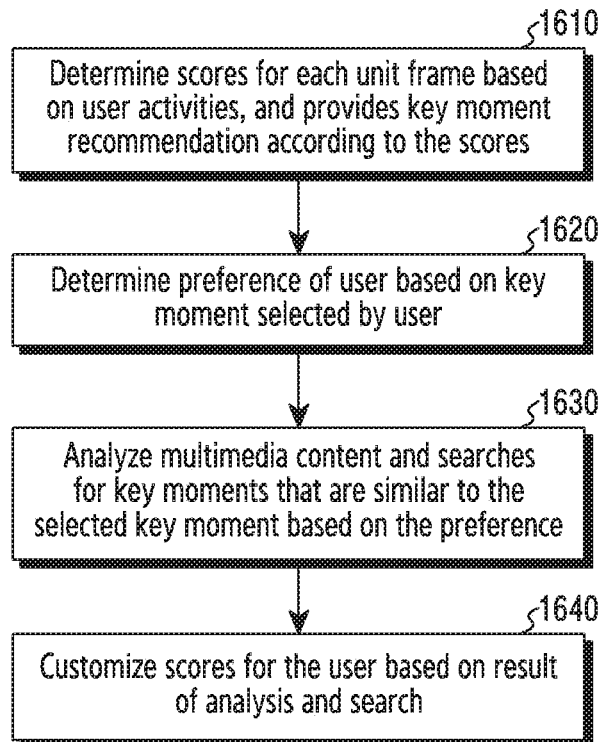 1610
Determine scores for each unit frame based
on user activities, and provides key moment
recommendation according to the scores
1620
Determine preference of user based on key
moment selected by user
1630
Analyze multimedia content and searches
for key moments that are similar to the
selected key moment based on the preference
1640
Customize scores for the user based on result
of analysis and search